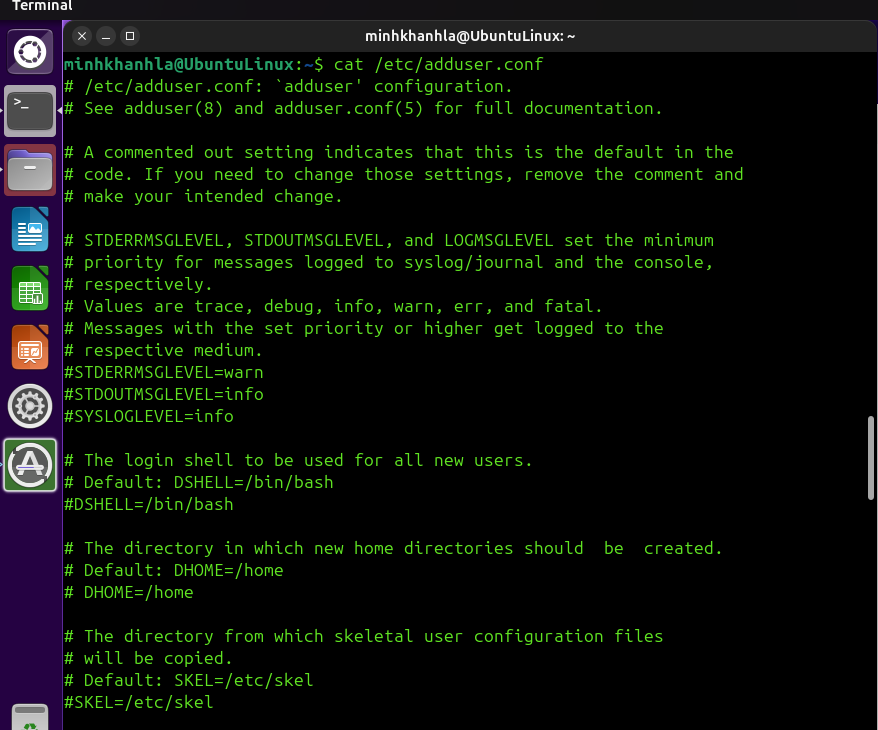 Terminal
minhkhanhla@UbuntuLinux: ~
minhkhanhla@UbuntuLinux:~$ cat /etc/adduser.conf
# /etc/adduser.conf: `adduser' configuration.
# See adduser(8) and adduser.conf(5) for full documentation.
# A commented out setting indicates that this is the default in the
# code. If you need to change those settings, remove the comment and
# make your intended change.
# STDERRMSGLEVEL, STDOUTMSGLEVEL, and LOGMSGLEVEL set the minimum
# priority for messages logged to syslog/journal and the console,
# respectively.
# Values are trace, debug, info, warn, err, and fatal.
# Messages with the set priority or higher get logged to the
# respective medium.
#STDERRMSGLEVEL=warn
#STDOUTMSGLEVEL=info
#SYSLOGLEVEL=info
# The login shell to be used for all new users.
# Default: DSHELL=/bin/bash
#DSHELL=/bin/bash
# The directory in which new home directories should  be  created.
# Default: DHOME=/home
# DHOME=/home
# The directory from which skeletal user configuration files
# will be copied.
# Default: SKEL=/etc/skel
#SKEL=/etc/skel